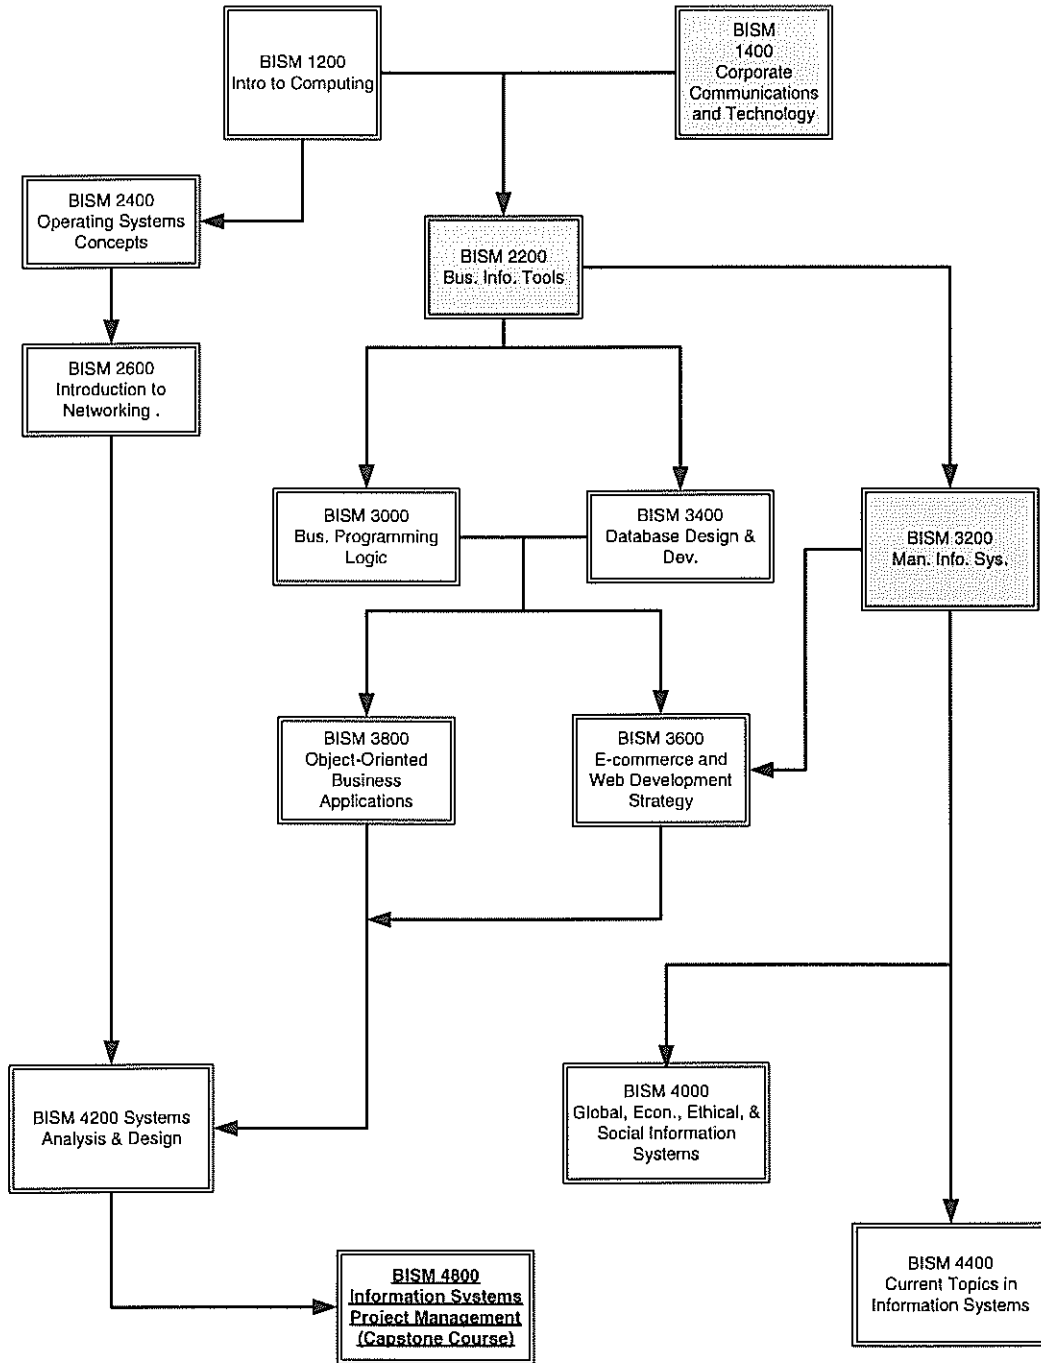 BISM 1200
Intro to Computing
BISM
1400
Corporate
Communications
and Technology
BISM 2400
Operating Systems
Concepts
BISM 2200
Bus. Info. Tools
BISM 2600
Introduction to
Networking .
BISM 3000
Bus. Programming
Logic
BISM 3400
Database Design &
Dev.
BISM 3200
Man. Info. Sys.
BISM 3800
Object-Oriented
Business
Applications
BISM 3600
E-commerce and
Web Development
Strategy
BISM 4200 Systems
Analysis & Design
BISM 4000
Global, Econ., Ethical, &
Social Information
Systems
BISM 4800
Information Systems
Project Management
(Capstone Course)
BISM 4400
Current Topics in
Information Systems